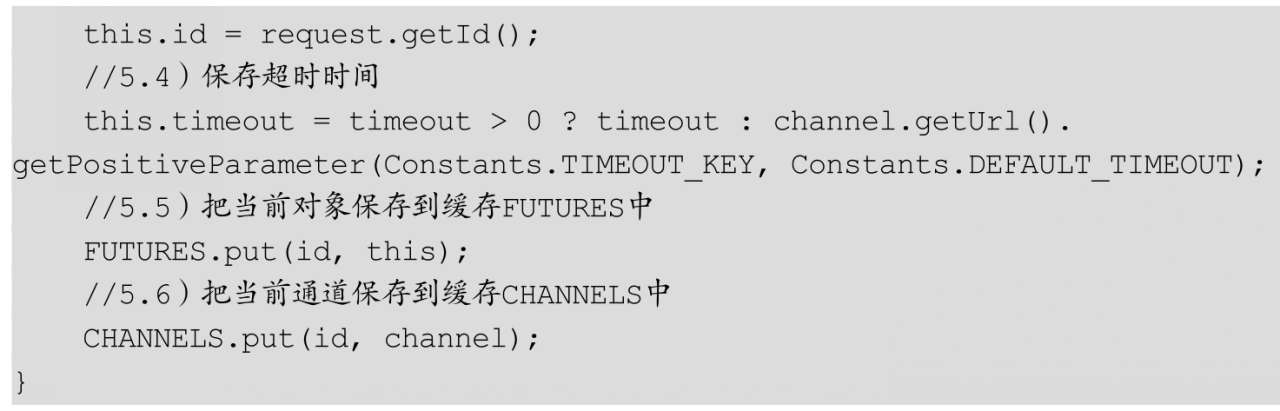 this.id = request.getId();
//5.4）保存超时时间
this.timeout = timeout > 0 ? timeout : channel.getUrl().
getPositiveParameter(Constants.TIMEOUT_KEY, Constants.DEFAULT_TIMEOUT);
//5.5）把当前对象保存到缓存FUTURES中
FUTURES.put(id, this);
//5.6）把当前通道保存到缓存CHANNELS中
CHANNELS.put(id, channel);
}